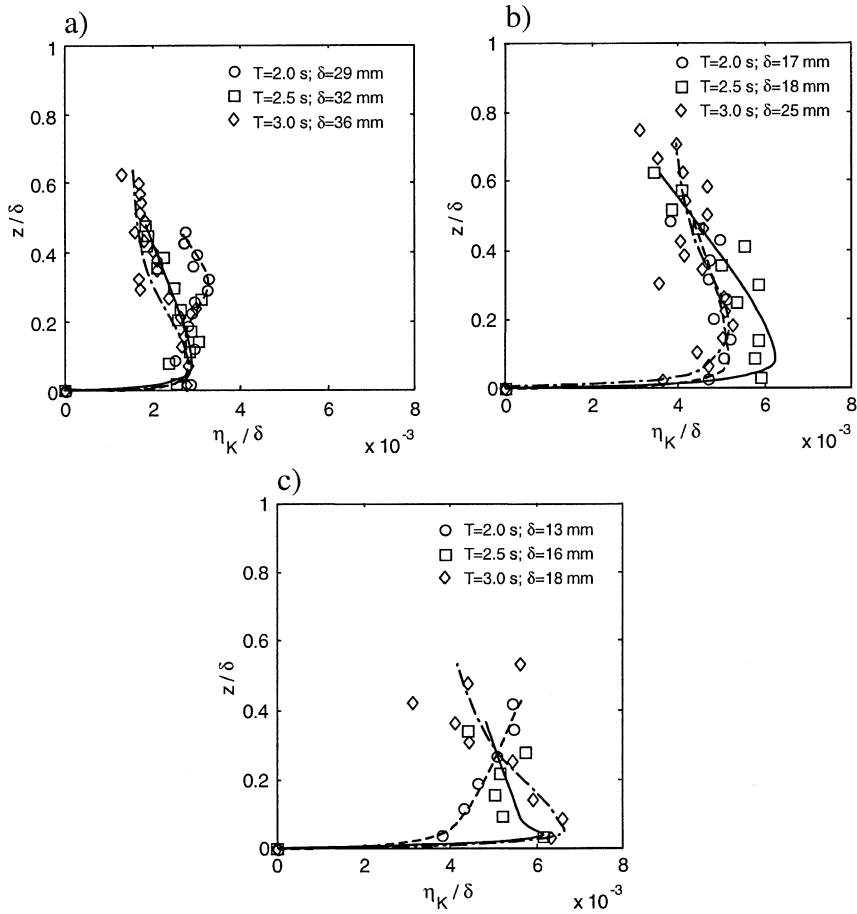 a)
1
0.8
0.6
0.4
0.2
0
z/δ
T=2.0 s; δ=29 mm
T=2.5 s; δ=32 mm
T=3.0 s; δ=36 mm
0 2 4 6 8
η_K/δ
x 10⁻³
b)
1
0.8
0.6
0.4
0.2
0
z/δ
T=2.0 s; δ=17 mm
T=2.5 s; δ=18 mm
T=3.0 s; δ=25 mm
0 2 4 6 8
η_K/δ
x 10⁻³
c)
1
0.8
0.6
0.4
0.2
0
z/δ
T=2.0 s; δ=13 mm
T=2.5 s; δ=16 mm
T=3.0 s; δ=18 mm
0 2 4 6 8
η_K/δ
x 10⁻³